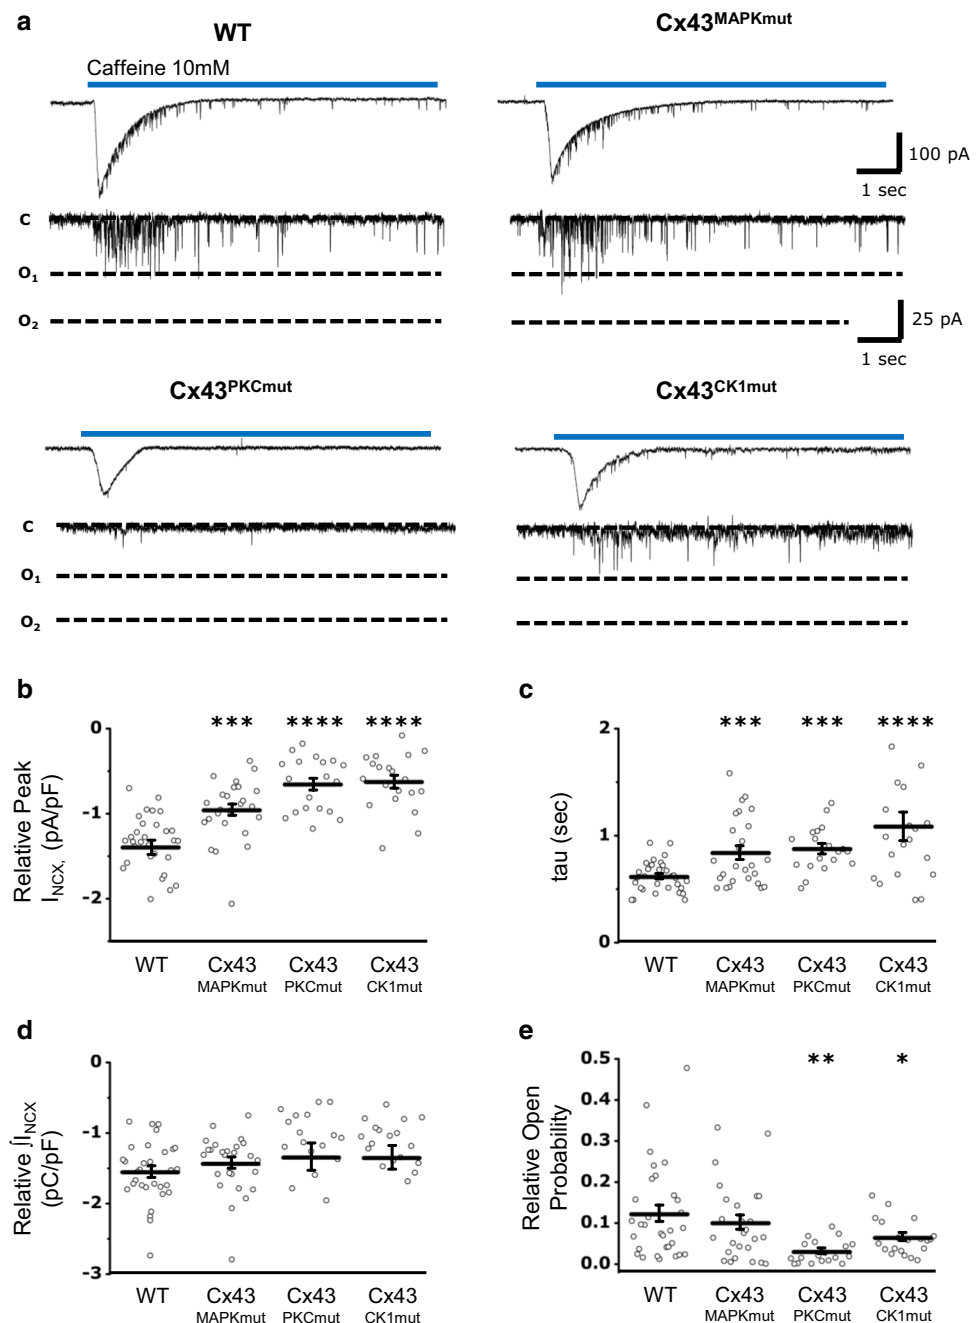 a
WT
Cx43MAPKmut
Caffeine 10mM
100 pA
1 sec
C
O1
O2
25 pA
1 sec
Cx43PKCmut
Cx43CK1mut
C
O1
O2
b
Relative Peak
INCX, (pA/pF)
0
-1
-2
*** **** ****
WT
Cx43
MAPKmut
Cx43
PKCmut
Cx43
CK1mut
c
tau (sec)
2
1
0
*** *** ****
WT
Cx43
MAPKmut
Cx43
PKCmut
Cx43
CK1mut
d
Relative ∫INCX
(pC/pF)
0
-1
-2
-3
WT
Cx43
MAPKmut
Cx43
PKCmut
Cx43
CK1mut
e
Relative Open
Probability
0.5
0.4
0.3
0.2
0.1
0.0
** *
WT
Cx43
MAPKmut
Cx43
PKCmut
Cx43
CK1mut